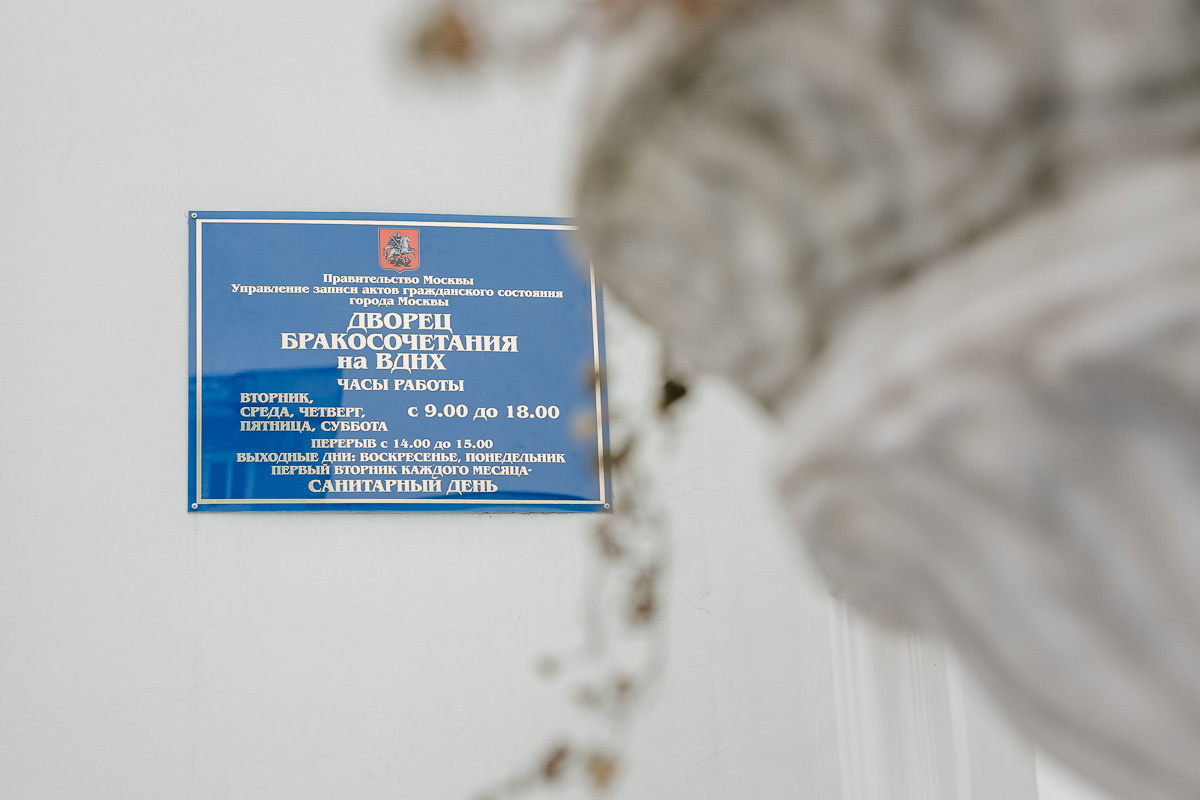 Правительство Москвы
Управление записи актов гражданского состояния
города Москвы
ДВОРЕЦ
БРАКОСОЧЕТАНИЯ
на ВДНХ
ЧАСЫ РАБОТЫ
ВТОРНИК,
СРЕДА, ЧЕТВЕРГ, с 9.00 до 18.00
ПЯТНИЦА, СУББОТА
ПЕРЕРЫВ с 14.00 до 15.00
ВЫХОДНЫЕ ДНИ: ВОСКРЕСЕНЬЕ, ПОНЕДЕЛЬНИК
ПЕРВЫЙ ВТОРНИК КАЖДОГО МЕСЯЦА-
САНИТАРНЫЙ ДЕНЬ